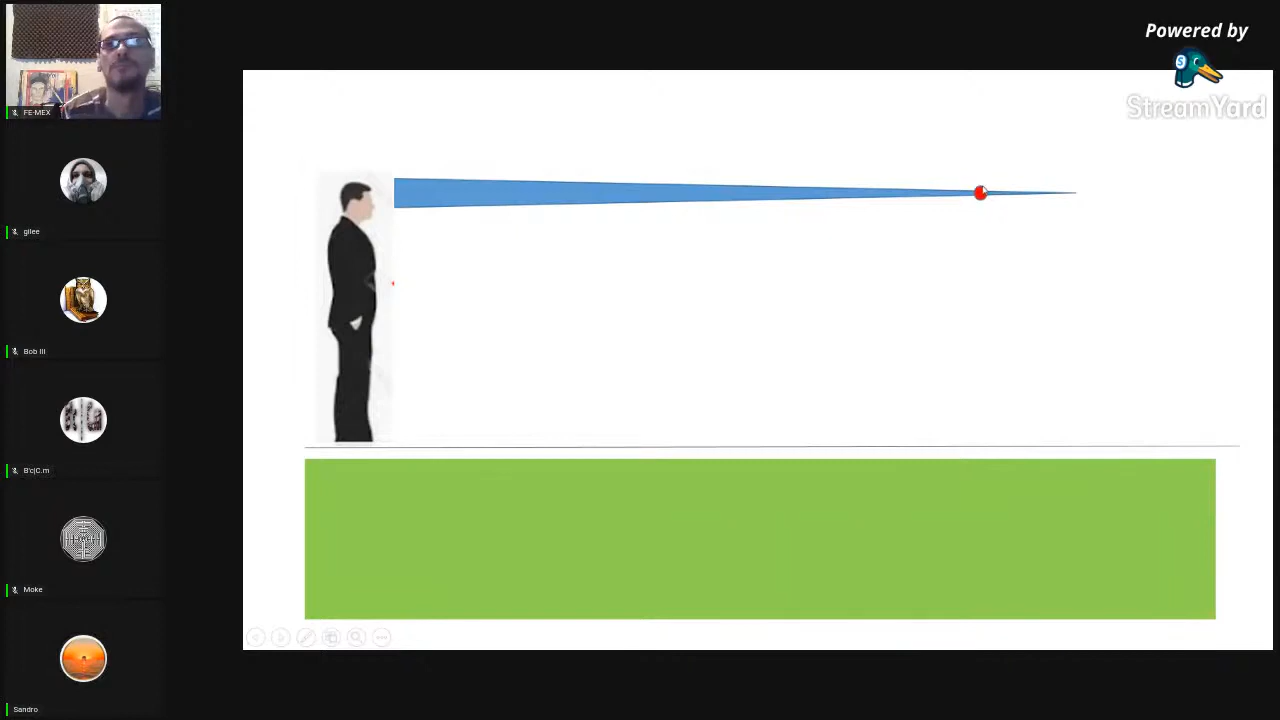 Powered by
StreamYard
FE-MEX
gilee
Bob III
B'c|C.m
Moke
Sandro